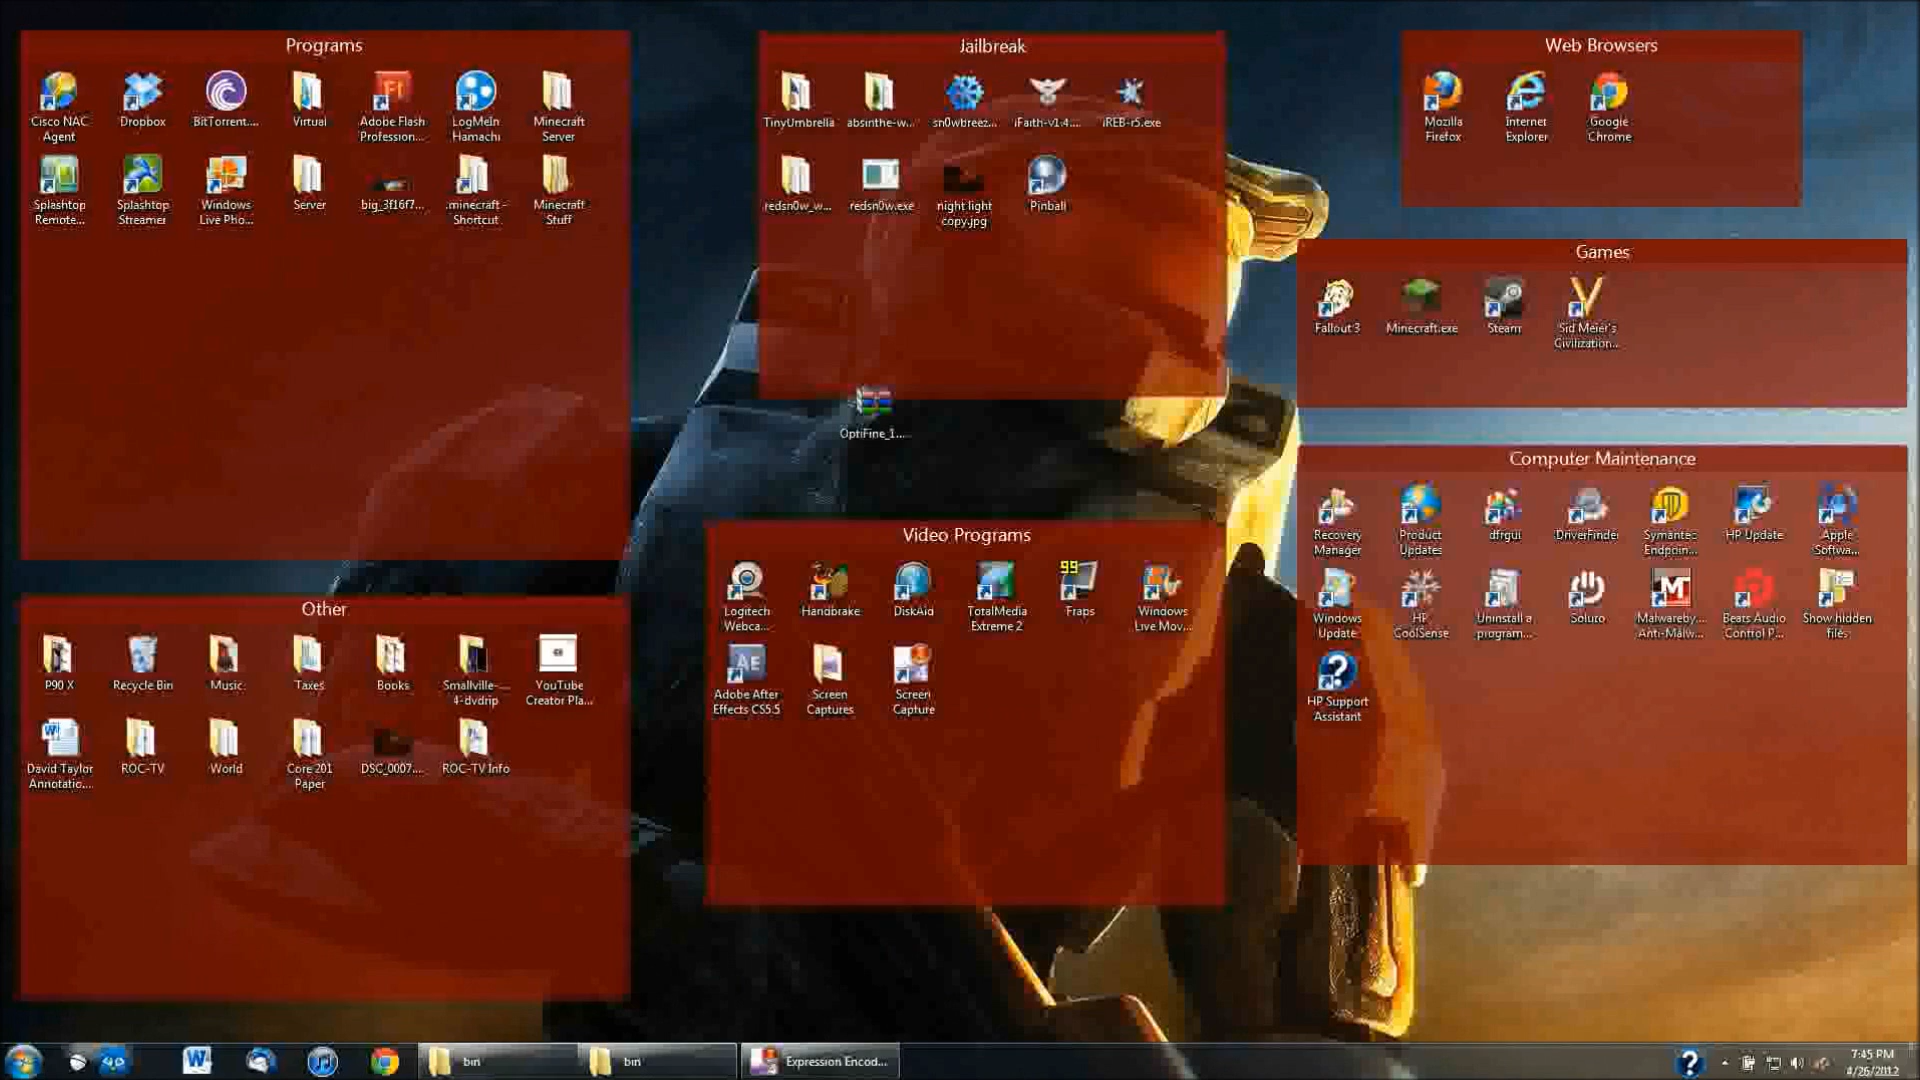 Programs
Cisco NAC Agent
Dropbox
BitTorrent....
Virtual
Adobe Flash Profession...
LogMeIn Hamachi
Minecraft Server
Splashtop Remote...
Splashtop Streamer
Windows Live Pho...
Server
big_3f16f7...
.minecraft - Shortcut
Minecraft Stuff
Jailbreak
TinyUmbrella
absinthe-w...
sn0wbreez...
iFaith-v1.4....
iREB-r5.exe
redsn0w_w...
redsn0w.exe
night light copy.jpg
Pinball
OptiFine_1....
Web Browsers
Mozilla Firefox
Internet Explorer
Google Chrome
Games
Fallout 3
Minecraft.exe
Steam
Sid Meier's Civilization...
Computer Maintenance
Recovery Manager
Product Updates
dfrgui
DriverFinder
Symantec Endpoin...
HP Update
Apple Softwa...
Windows Update
HP CoolSense
Uninstall a program...
Soluto
Malwareby... Anti-Malw...
Beats Audio Control P...
Show hidden files
HP Support Assistant
Video Programs
Logitech Webca...
Handbrake
DiskAid
TotalMedia Extreme 2
99
Fraps
Windows Live Mov...
Adobe After Effects CS5.5
Screen Captures
Screen Capture
Other
P90 X
Recycle Bin
Music
Taxes
Books
Smallville-... 4-dvdrip
YouTube Creator Pla...
David Taylor Annotatio...
ROC-TV
World
Core 201 Paper
DSC_0007....
ROC-TV Info
bin
bin
Expression Encod...
7:45 PM
4/26/2012